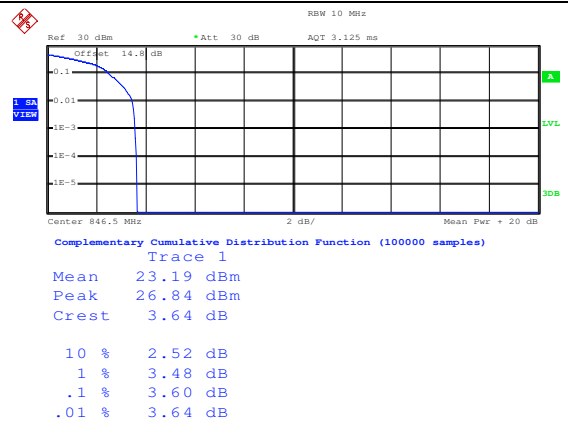 RBW 10 MHz
Ref 30 dBm *Att 30 dB AQT 3.125 ms
Offset 14.8 dB
0.1
A
0.01
1 SA
VIEW
1E-3
LVL
1E-4
1E-5
3DB
Center 846.5 MHz 2 dB/ Mean Pwr + 20 dB
Complementary Cumulative Distribution Function (100000 samples)
Trace 1
Mean 23.19 dBm
Peak 26.84 dBm
Crest 3.64 dB
10 % 2.52 dB
1 % 3.48 dB
.1 % 3.60 dB
.01 % 3.64 dB